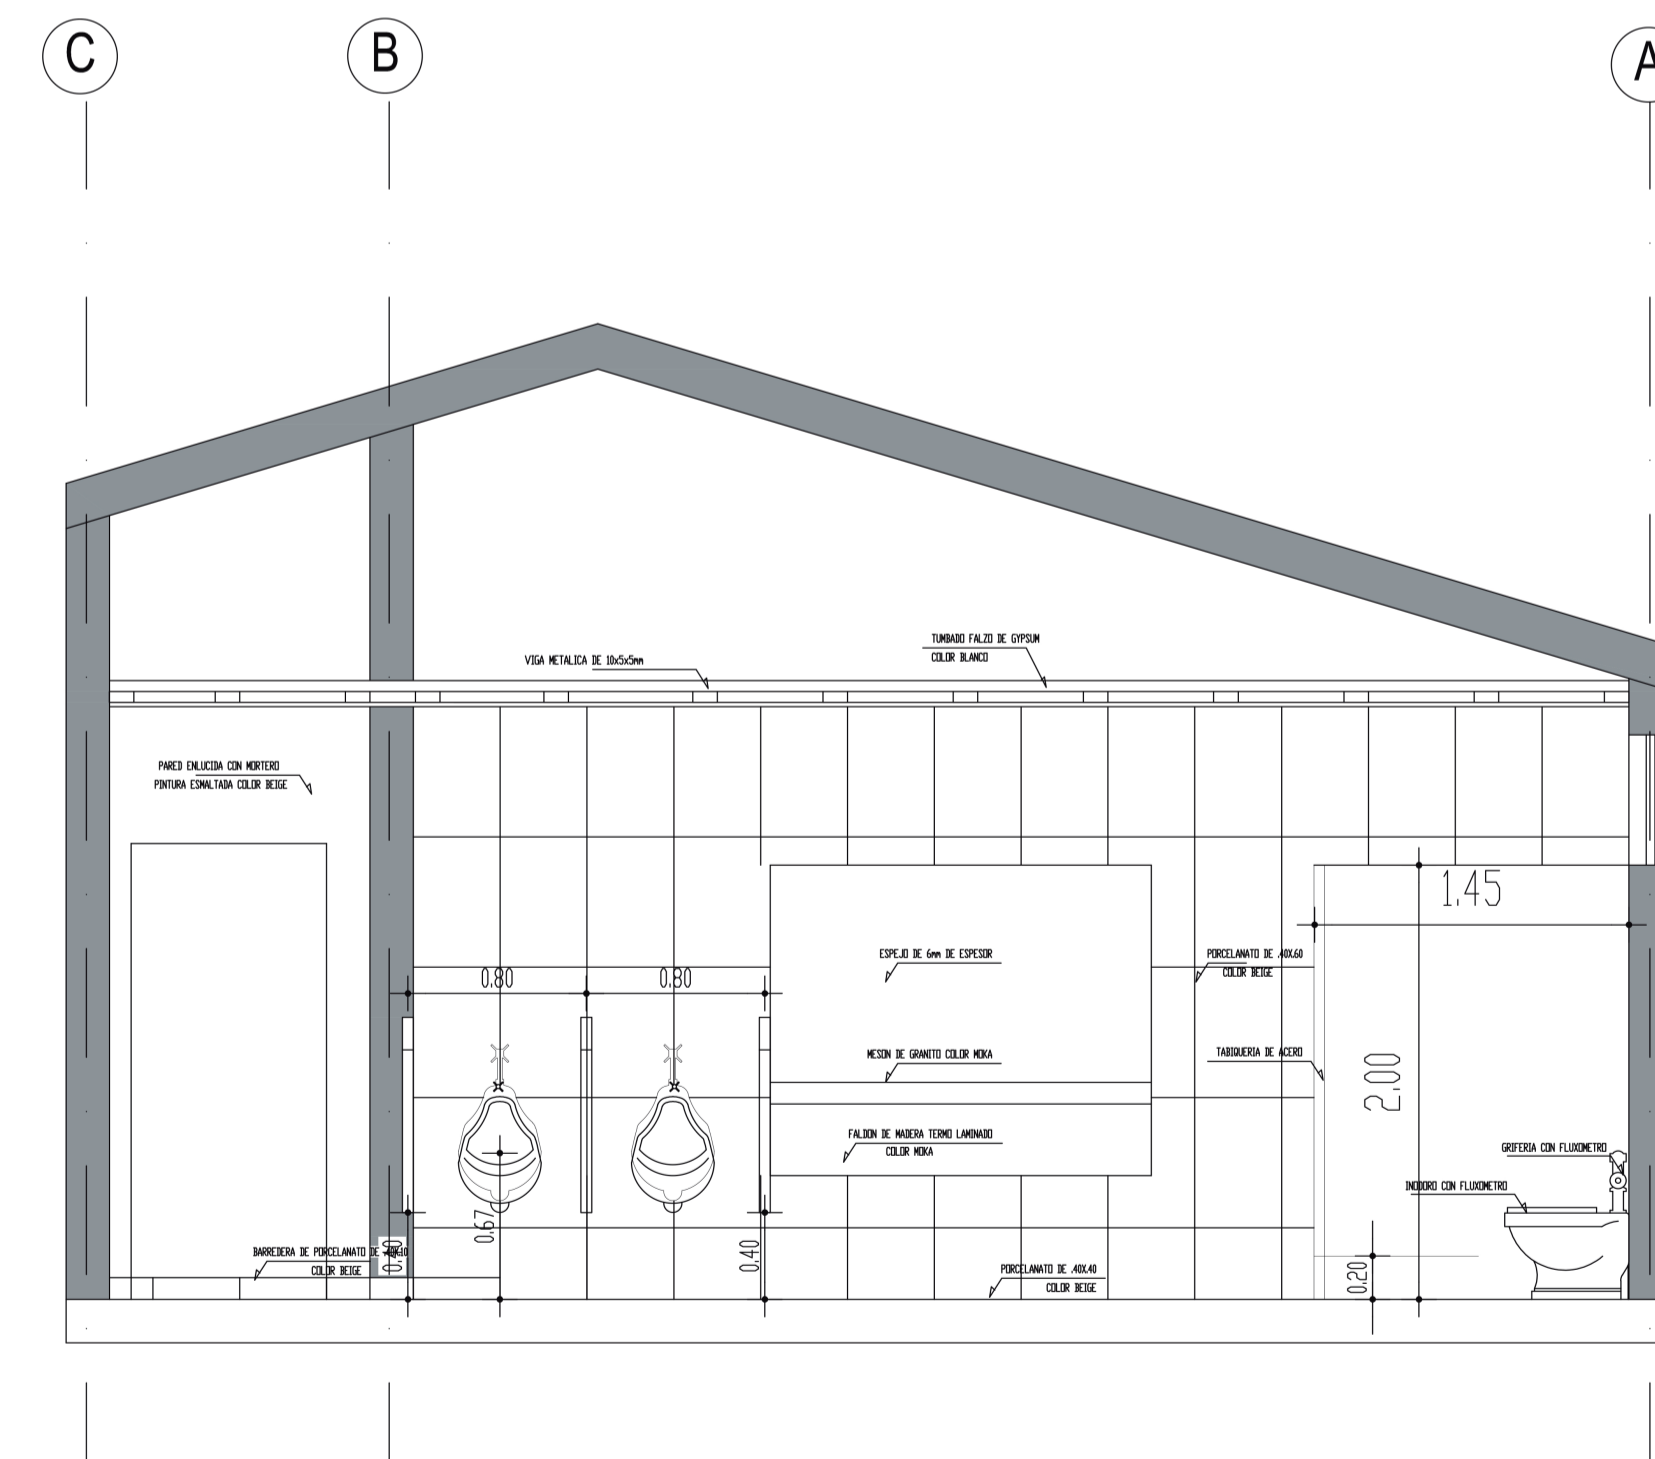 C
B
A
TUMBADO FALZO DE GYPSUM
COLOR BLANCO
VIGA METALICA DE 10x5x5mm
PARED ENLUCIDA CON MORTERO
PINTURA ESMALTADA COLOR BEIGE
1.45
0.80
0.80
ESPEJO DE 6mm DE ESPESOR
PORCELANATO DE .40X.60
COLOR BEIGE
MESON DE GRANITO COLOR MOKA
TABIQUERIA DE ACERO
2.00
FALDON DE MADERA TERMO LAMINADO
COLOR MOKA
GRIFERIA CON FLUXOMETRO
INODORO CON FLUXOMETRO
0.67
BARREDERA DE PORCELANATO DE .40X.10
COLOR BEIGE
0.40
0.40
PORCELANATO DE .40X.40
COLOR BEIGE
0.20